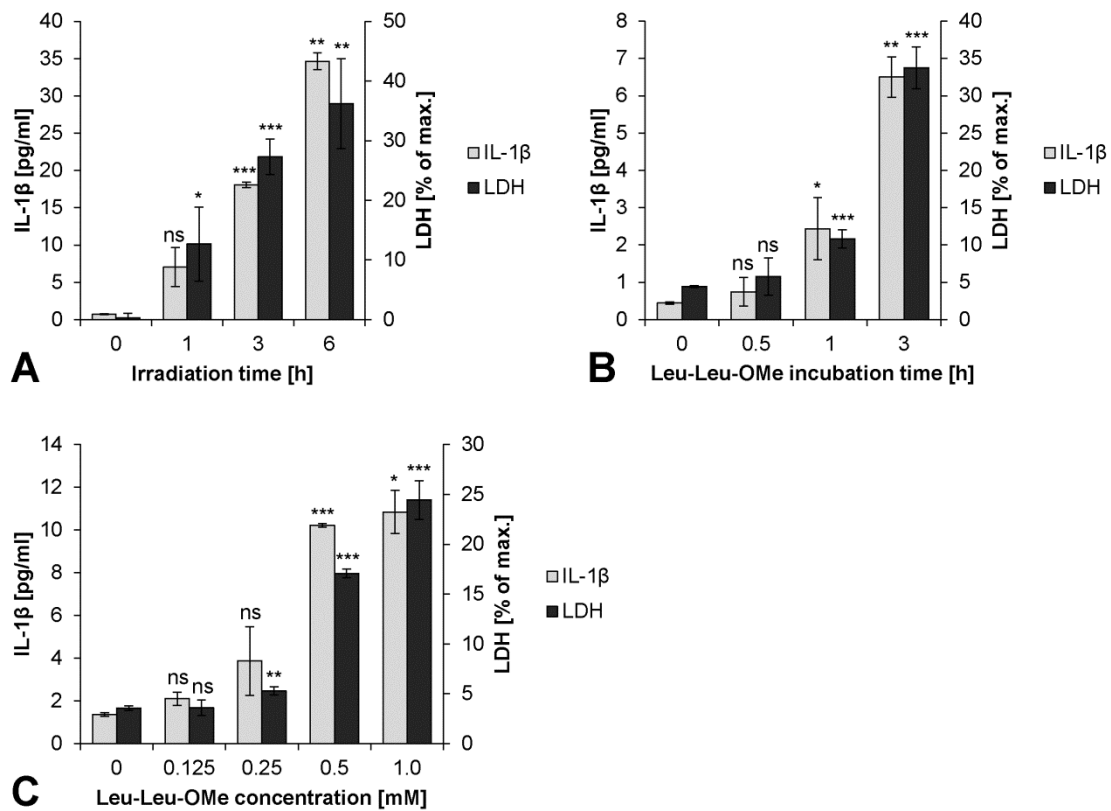 40
35
30
25
20
15
10
5
0
IL-1β [pg/ml]
50
40
30
20
10
0
LDH [% of max.]
ns
*
***
***
**
**
0 1 3 6
Irradiation time [h]
IL-1β
LDH
A
8
7
6
5
4
3
2
1
0
IL-1β [pg/ml]
40
35
30
25
20
15
10
5
0
LDH [% of max.]
ns
ns
*
***
**
***
0 0.5 1 3
Leu-Leu-OMe incubation time [h]
IL-1β
LDH
B
14
12
10
8
6
4
2
0
IL-1β [pg/ml]
30
25
20
15
10
5
0
LDH [% of max.]
ns
ns
ns
**
***
***
*
***
0 0.125 0.25 0.5 1.0
Leu-Leu-OMe concentration [mM]
IL-1β
LDH
C